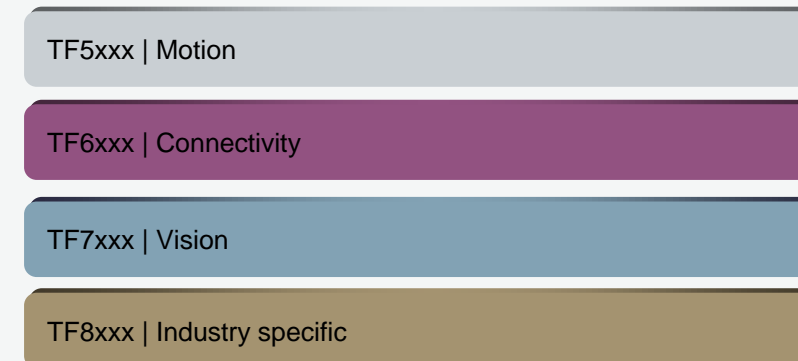 TF5xxx | Motion
TF6xxx | Connectivity
TF7xxx | Vision
TF8xxx | Industry specific